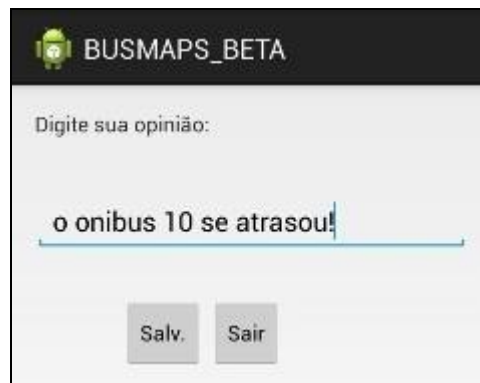 BUSMAPS_BETA
Digite sua opinião:
o onibus 10 se atrasou!
Salv. Sair